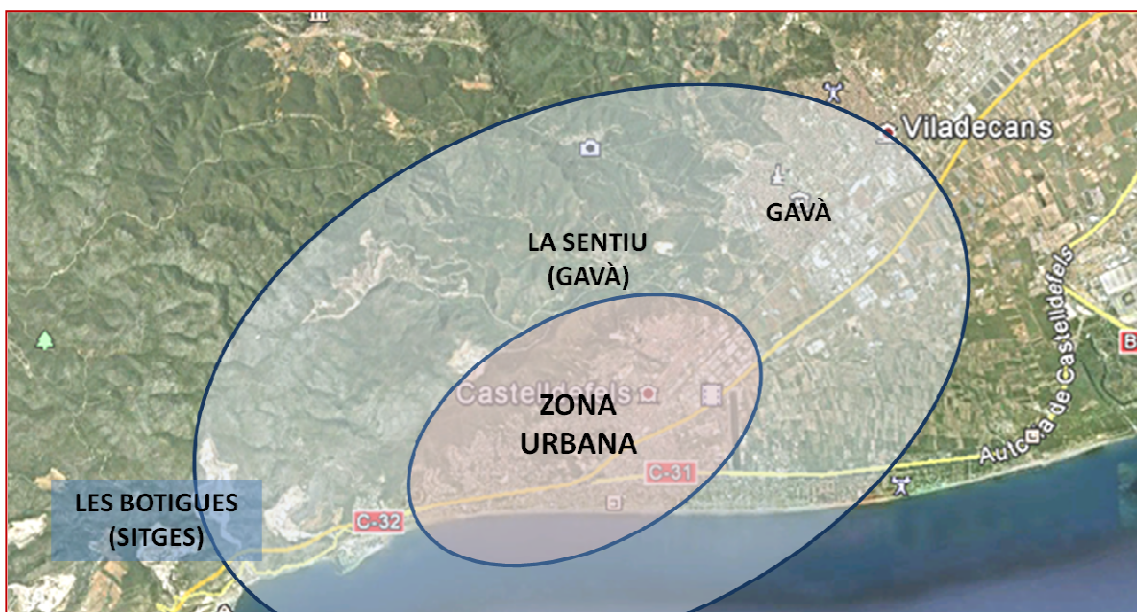 Viladecans
GAVÀ
LA SENTIU
(GAVÀ)
Castelldefels
ZONA
URBANA
Autovia de Castelldefels
B
C-31
LES BOTIGUES
(SITGES)
C-32